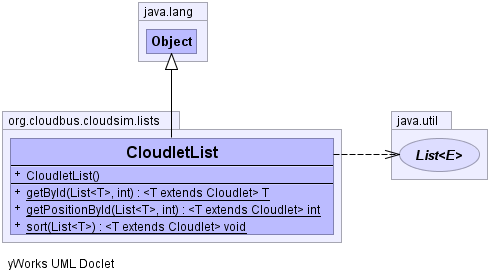 java.lang
Object
org.cloudbus.cloudsim.lists
java.util
CloudletList
List<E>
+ CloudletList()
+ getById(List<T>, int) : <T extends Cloudlet> T
+ getPositionById(List<T>, int) : <T extends Cloudlet> int
+ sort(List<T>) : <T extends Cloudlet> void
yWorks UML Doclet